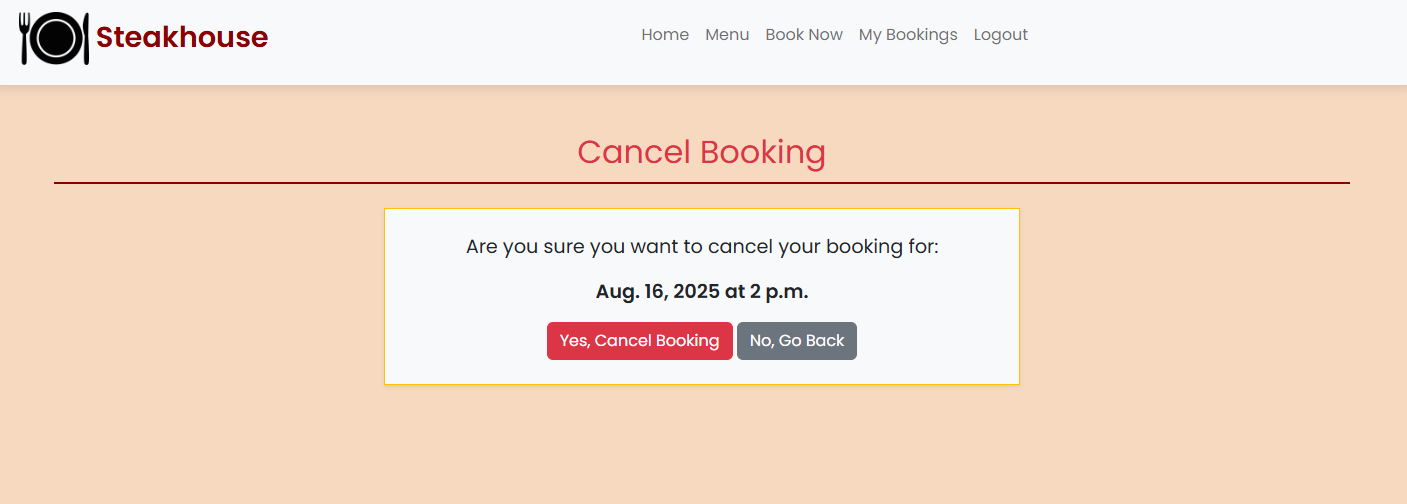 Steakhouse
Home Menu Book Now My Bookings Logout
Cancel Booking
Are you sure you want to cancel your booking for:
Aug. 16, 2025 at 2 p.m.
Yes, Cancel Booking No, Go Back